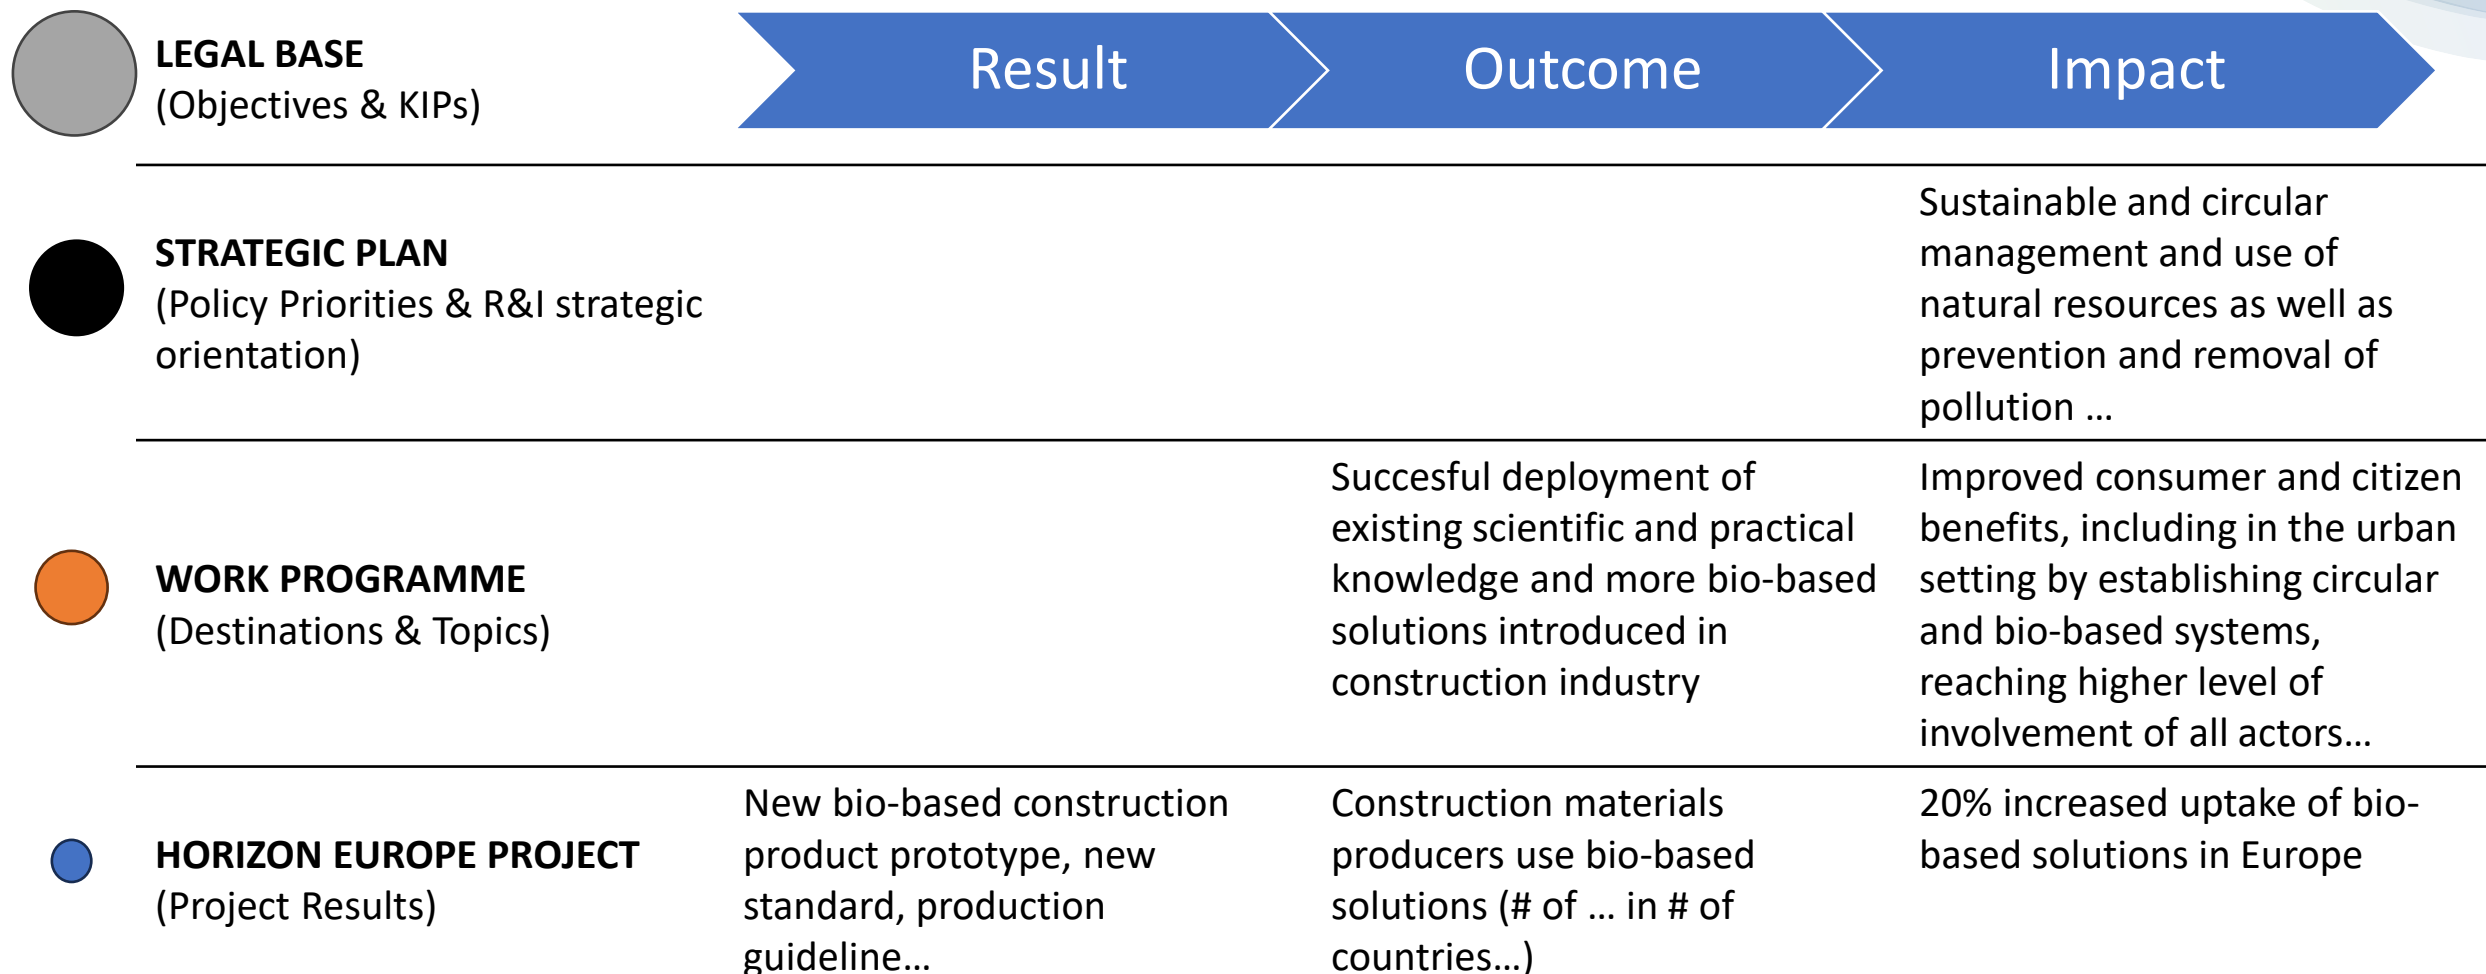 LEGAL BASE
(Objectives & KIPs)
Result
Outcome
Impact
STRATEGIC PLAN
(Policy Priorities & R&I strategic
orientation)
Sustainable and circular
management and use of
natural resources as well as
prevention and removal of
pollution ...
WORK PROGRAMME
(Destinations & Topics)
Succesful deployment of
existing scientific and practical
knowledge and more bio-based
solutions introduced in
construction industry
Improved consumer and citizen
benefits, including in the urban
setting by establishing circular
and bio-based systems,
reaching higher level of
involvement of all actors...
HORIZON EUROPE PROJECT
(Project Results)
New bio-based construction
product prototype, new
standard, production
guideline...
Construction materials
producers use bio-based
solutions (# of ... in # of
countries...)
20% increased uptake of bio-
based solutions in Europe